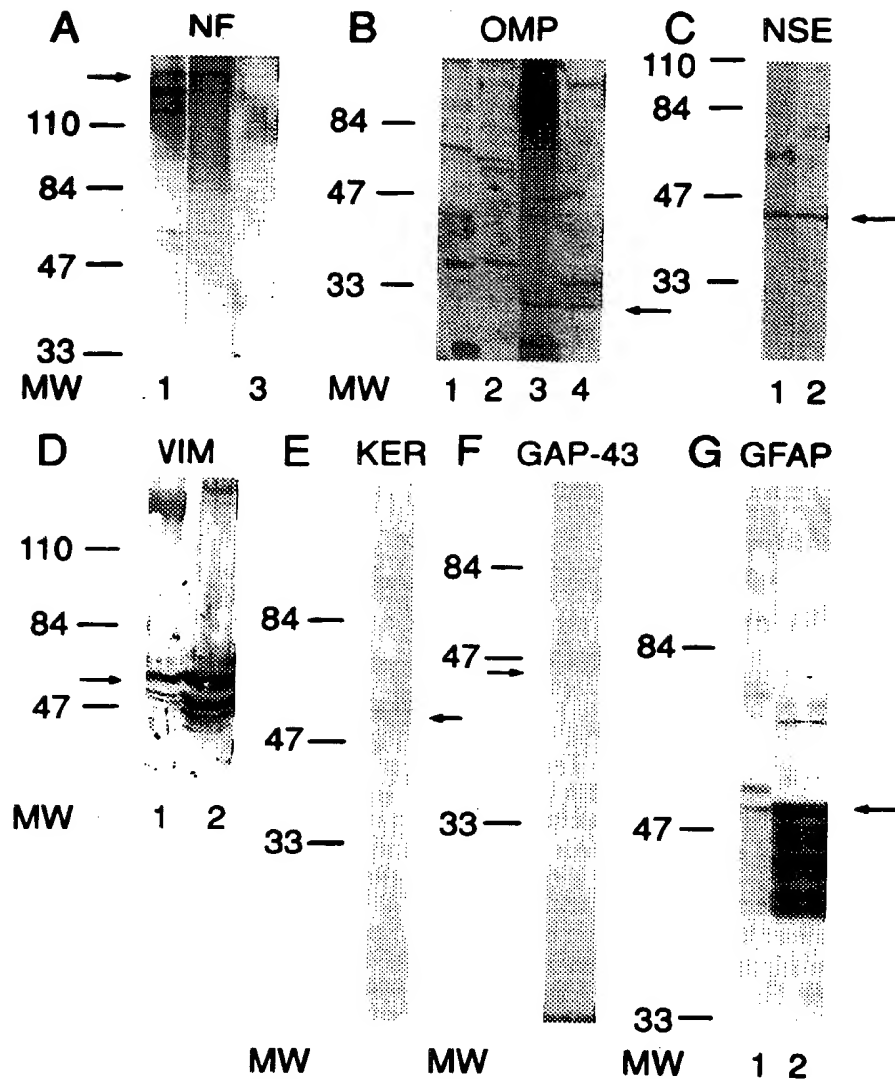 A NF
110
84
47
33
MW 1 3
B OMP
84
47
33
MW 1 2 3 4
C NSE
110
84
47
33
1 2
D VIM
110
84
47
MW 1 2
E KER
84
47
33
MW
F GAP-43
84
47
33
MW
G GFAP
84
47
33
MW 1 2